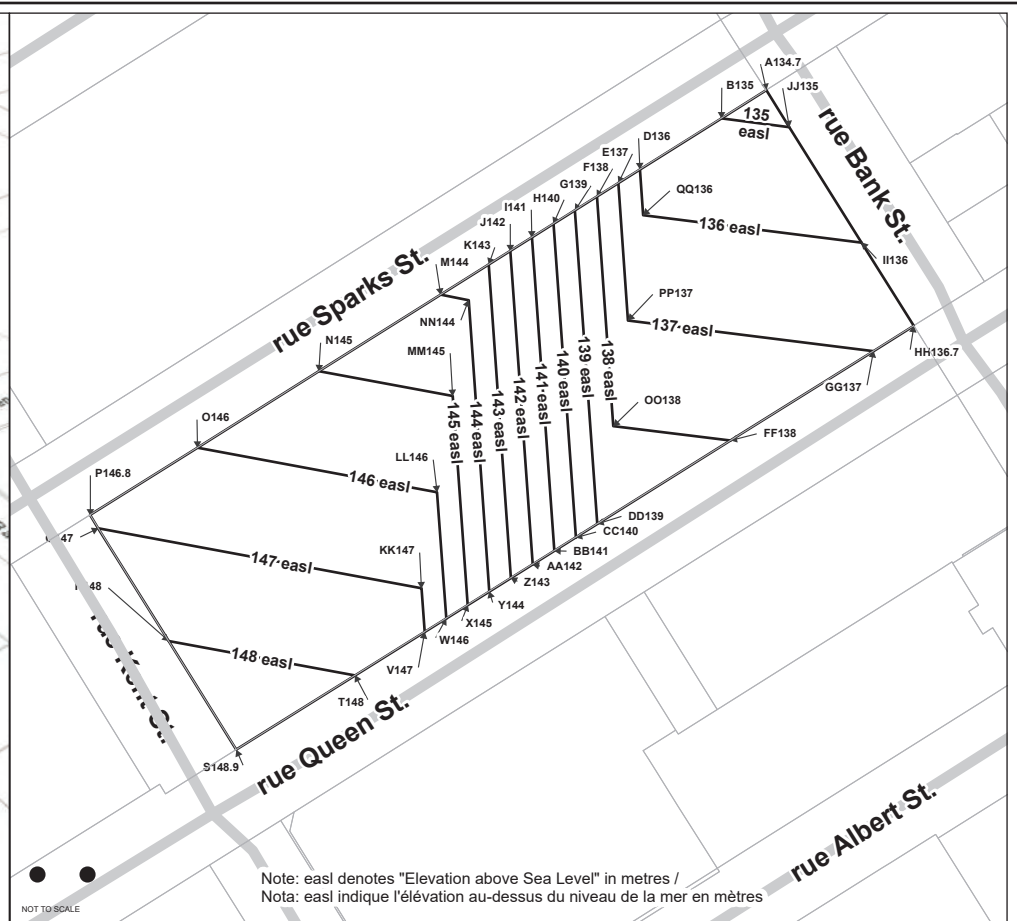 A134.7
B135
JJ135
135
easl
rue Bank St.
D136
E137
F138
G139
H140
I141
J142
K143
M144
QQ136
136 easl
II136
rue Sparks St.
NN144
PP137
137 easl
HH136.7
GG137
N145
MM145
145 easl
144 easl
143 easl
142 easl
141 easl
140 easl
139 easl
138 easl
OO138
FF138
O146
LL146
146 easl
P146.8
DD139
CC140
BB141
AA142
Z143
Y144
X145
W146
V147
147 easl
KK147
148 easl
T148
S148.9
rue Queen St.
rue Albert St.
Note: easl denotes "Elevation above Sea Level" in metres /
Nota: easl indique l'élévation au-dessus du niveau de la mer en mètres
NOT TO SCALE